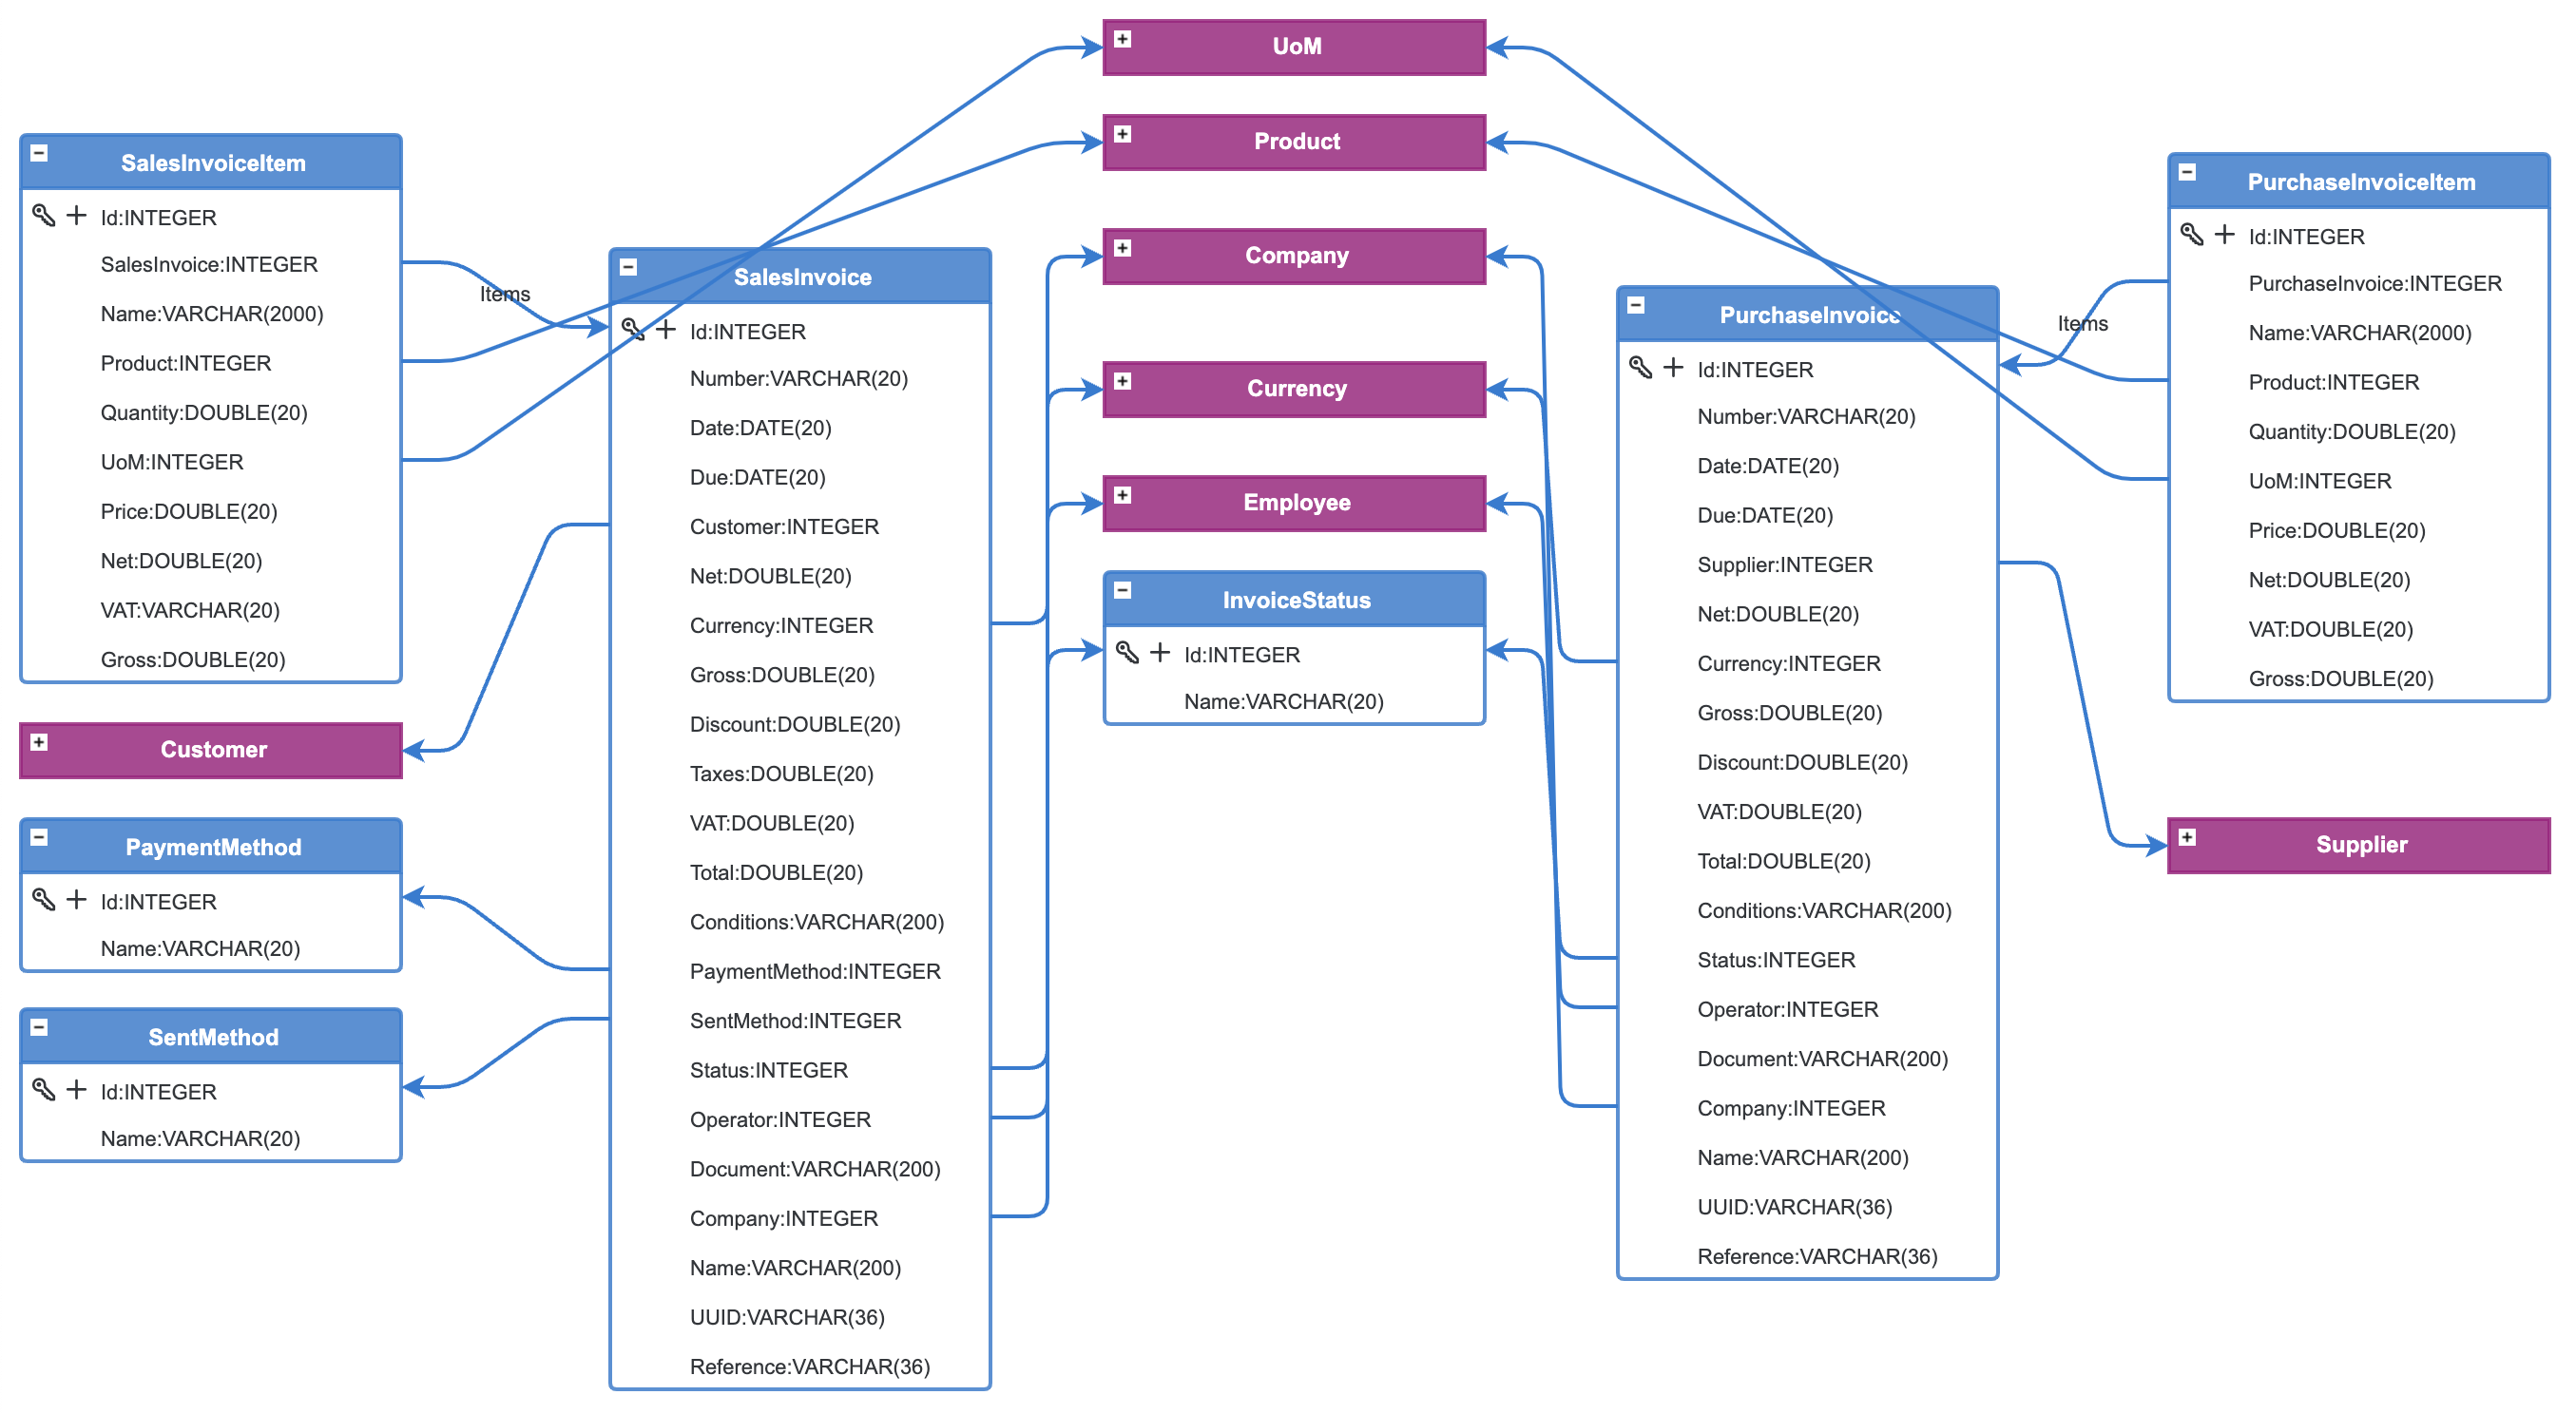 UoM
Product
Company
Currency
Employee
InvoiceStatus
Id:INTEGER
Name:VARCHAR(20)
SalesInvoiceItem
Id:INTEGER
SalesInvoice:INTEGER
Name:VARCHAR(2000)
Product:INTEGER
Quantity:DOUBLE(20)
UoM:INTEGER
Price:DOUBLE(20)
Net:DOUBLE(20)
VAT:VARCHAR(20)
Gross:DOUBLE(20)
Items
Customer
PaymentMethod
Id:INTEGER
Name:VARCHAR(20)
SentMethod
Id:INTEGER
Name:VARCHAR(20)
SalesInvoice
Id:INTEGER
Number:VARCHAR(20)
Date:DATE(20)
Due:DATE(20)
Customer:INTEGER
Net:DOUBLE(20)
Currency:INTEGER
Gross:DOUBLE(20)
Discount:DOUBLE(20)
Taxes:DOUBLE(20)
VAT:DOUBLE(20)
Total:DOUBLE(20)
Conditions:VARCHAR(200)
PaymentMethod:INTEGER
SentMethod:INTEGER
Status:INTEGER
Operator:INTEGER
Document:VARCHAR(200)
Company:INTEGER
Name:VARCHAR(200)
UUID:VARCHAR(36)
Reference:VARCHAR(36)
PurchaseInvoice
Id:INTEGER
Number:VARCHAR(20)
Date:DATE(20)
Due:DATE(20)
Supplier:INTEGER
Net:DOUBLE(20)
Currency:INTEGER
Gross:DOUBLE(20)
Discount:DOUBLE(20)
VAT:DOUBLE(20)
Total:DOUBLE(20)
Conditions:VARCHAR(200)
Status:INTEGER
Operator:INTEGER
Document:VARCHAR(200)
Company:INTEGER
Name:VARCHAR(200)
UUID:VARCHAR(36)
Reference:VARCHAR(36)
Items
PurchaseInvoiceItem
Id:INTEGER
PurchaseInvoice:INTEGER
Name:VARCHAR(2000)
Product:INTEGER
Quantity:DOUBLE(20)
UoM:INTEGER
Price:DOUBLE(20)
Net:DOUBLE(20)
VAT:DOUBLE(20)
Gross:DOUBLE(20)
Supplier